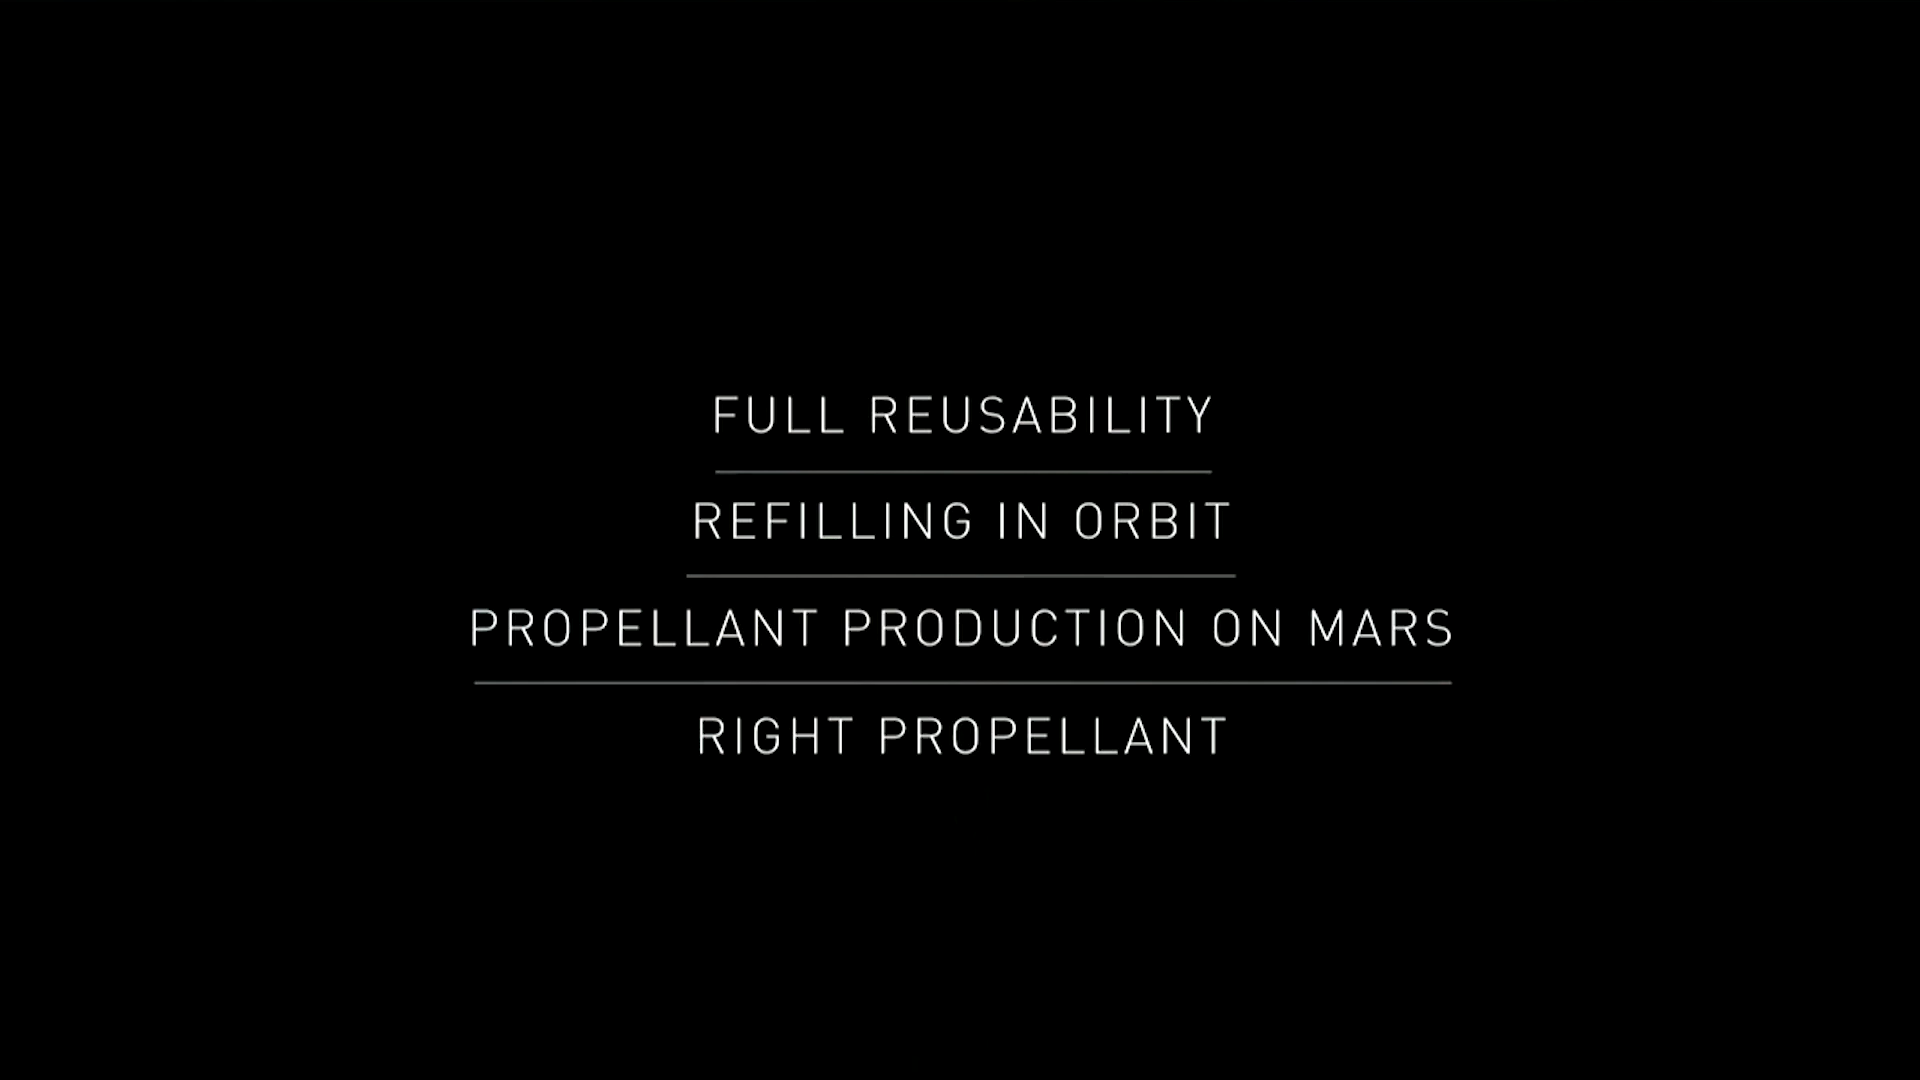 FULL REUSABILITY
REFILLING IN ORBIT
PROPELLANT PRODUCTION ON MARS
RIGHT PROPELLANT